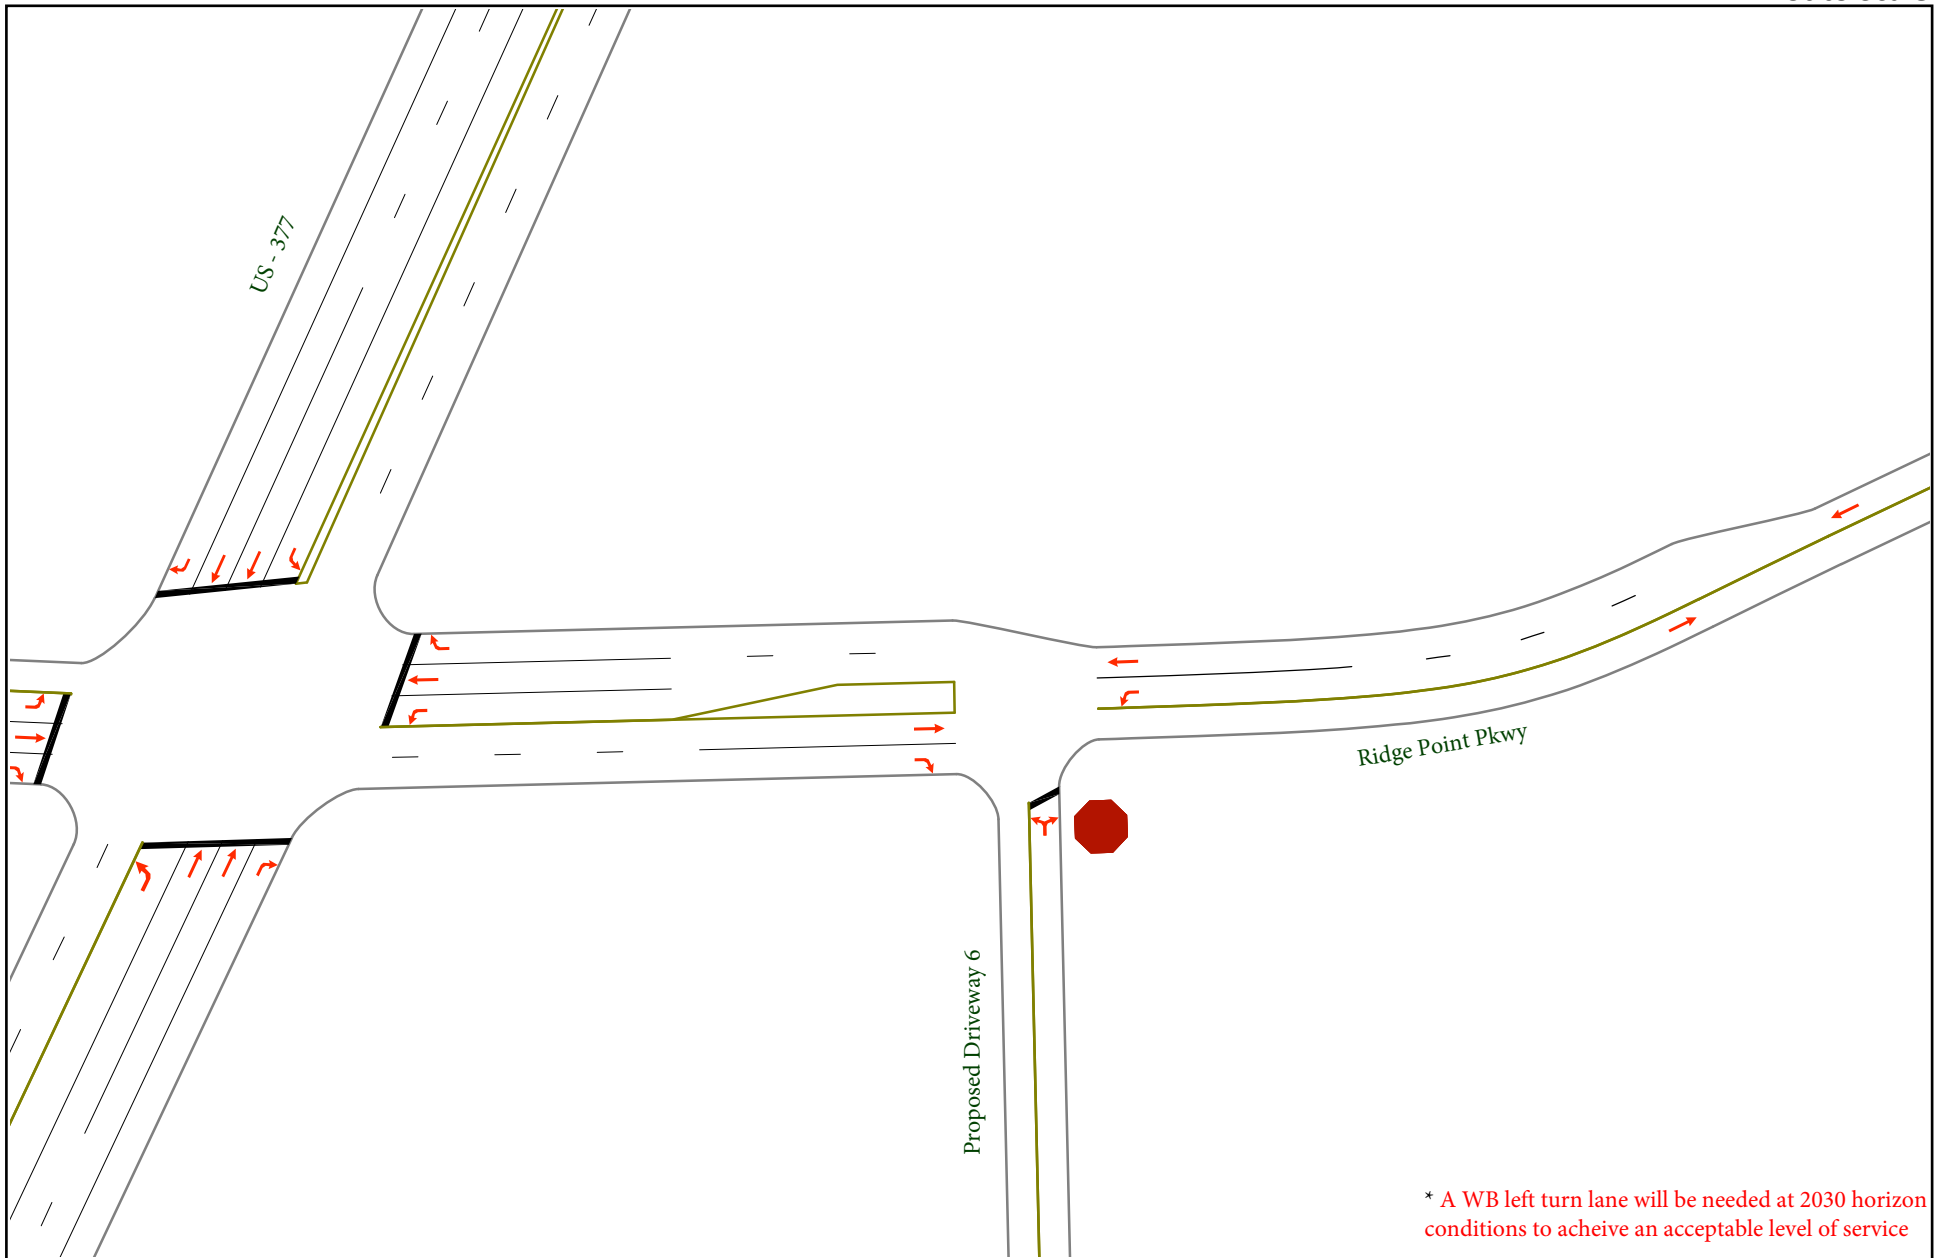 US - 377
Ridge Point Pkwy
Proposed Driveway 6
* A WB left turn lane will be needed at 2030 horizon
conditions to acheive an acceptable level of service